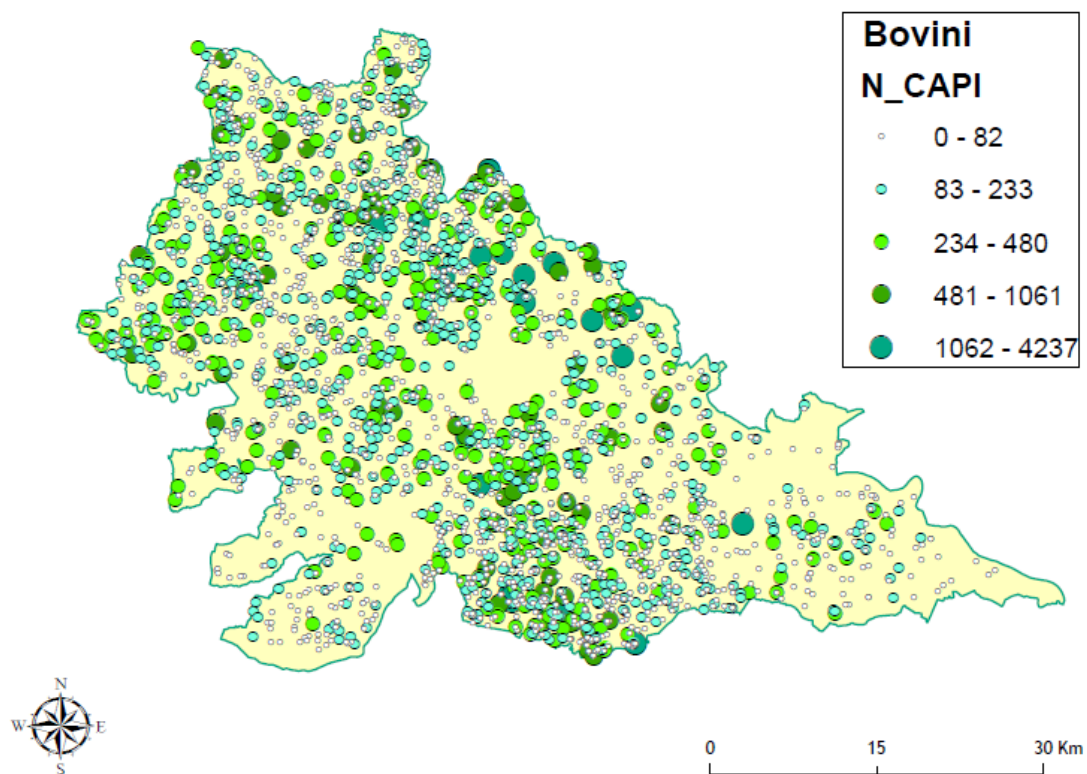 Bovini
N_CAPI
0 - 82
83 - 233
234 - 480
481 - 1061
1062 - 4237
N
W E
S
0 15 30 Km